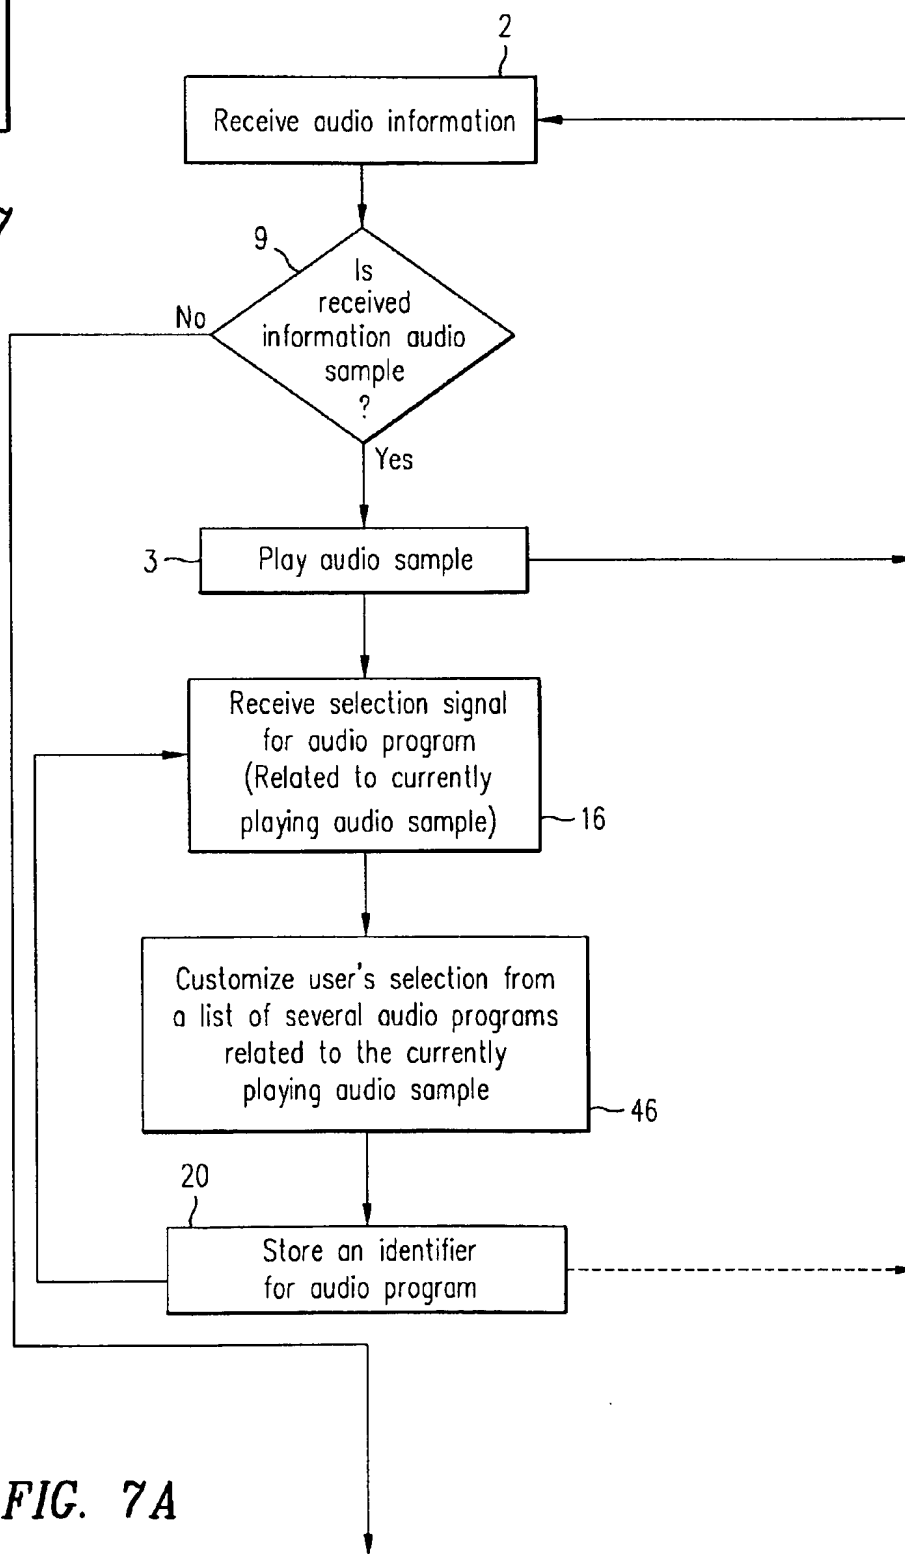 2
Receive audio information
9
Is
received
information audio
sample
?
No
Yes
3
Play audio sample
Receive selection signal
for audio program
(Related to currently
playing audio sample)
16
Customize user's selection from
a list of several audio programs
related to the currently
playing audio sample
46
20
Store an identifier
for audio program
FIG. 7A